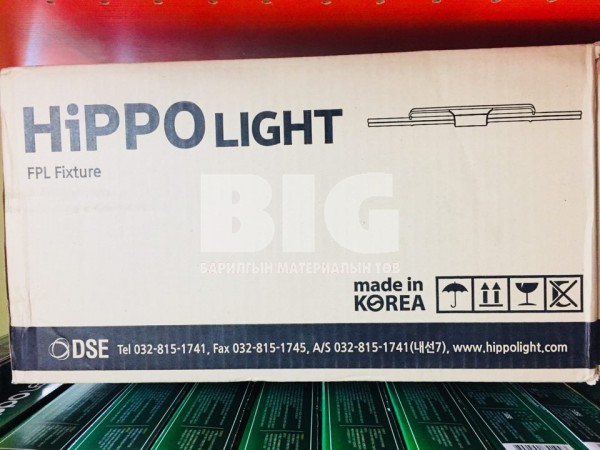 HiPPO LIGHT
FPL Fixture
BIG
БАРИЛГЫН МАТЕРИАЛЫН ТӨВ
made in
KOREA
DSE Tel 032-815-1741, Fax 032-815-1745, A/S 032-815-1741(내선7), www.hippolight.com